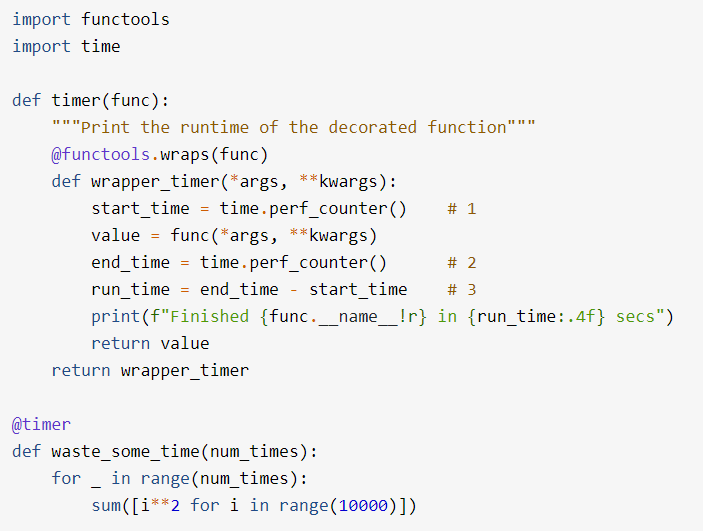 import functools
import time

def timer(func):
    """Print the runtime of the decorated function"""
    @functools.wraps(func)
    def wrapper_timer(*args, **kwargs):
        start_time = time.perf_counter()    # 1
        value = func(*args, **kwargs)
        end_time = time.perf_counter()      # 2
        run_time = end_time - start_time    # 3
        print(f"Finished {func.__name__!r} in {run_time:.4f} secs")
        return value
    return wrapper_timer

@timer
def waste_some_time(num_times):
    for _ in range(num_times):
        sum([i**2 for i in range(10000)])